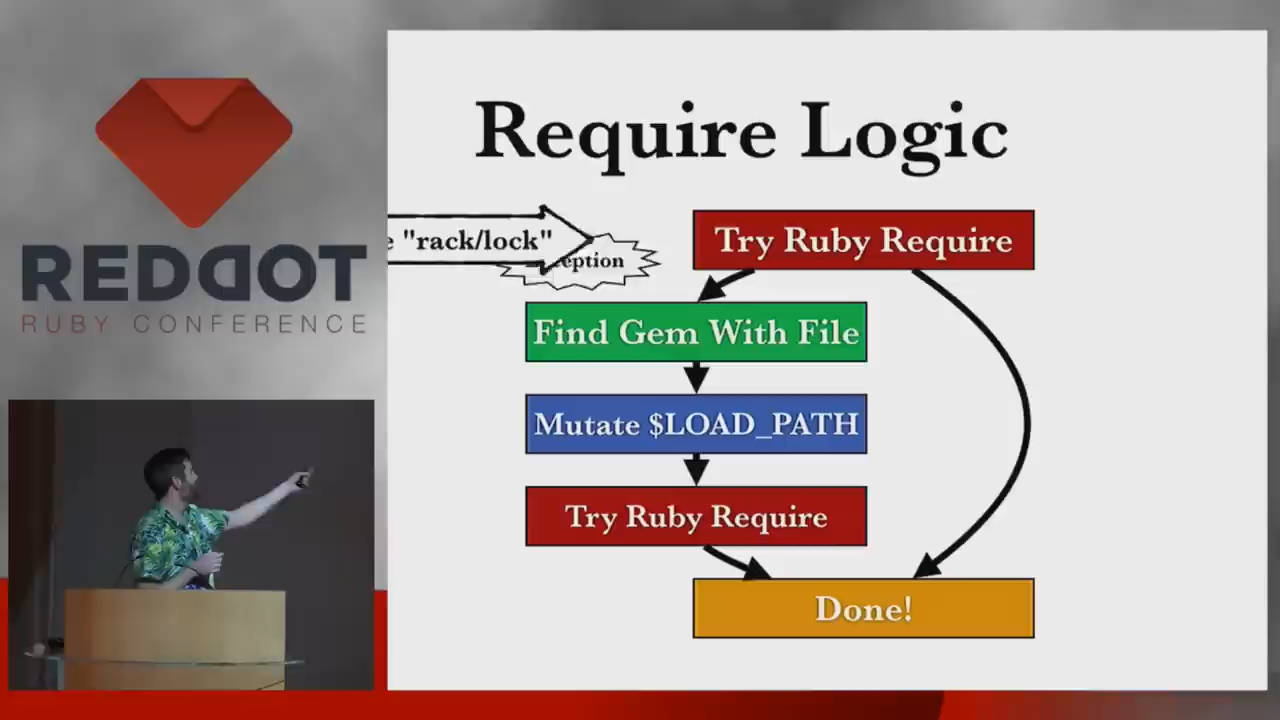 REDDOT
RUBY CONFERENCE
Require Logic
"rack/lock"
Try Ruby Require
Find Gem With File
Mutate $LOAD_PATH
Try Ruby Require
Done!